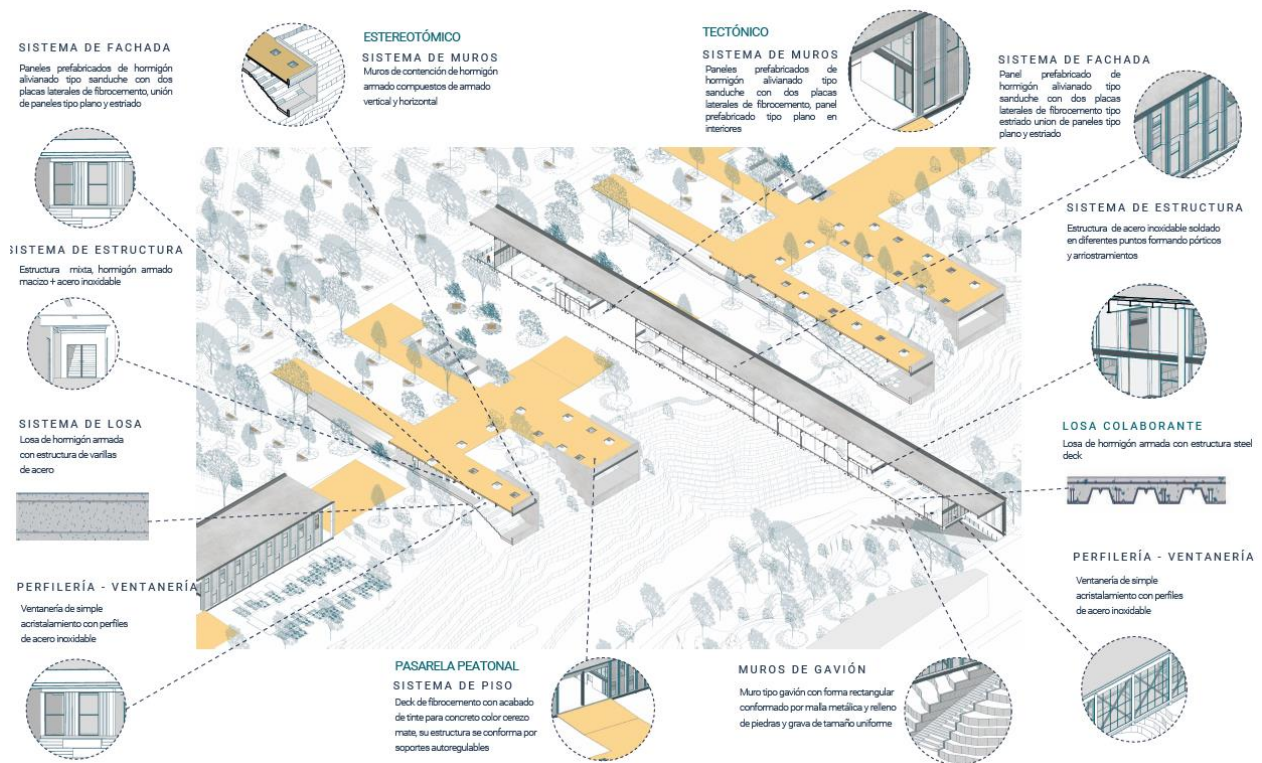 SISTEMA DE FACHADA
Paneles prefabricados de hormigón
alivianado tipo sanduche con dos
placas laterales de fibrocemento, unión
de paneles tipo plano y estriado
ESTEREOTÓMICO
SISTEMA DE MUROS
Muros de contención de hormigón
armado compuestos de armado
vertical y horizontal
TECTÓNICO
SISTEMA DE MUROS
Paneles prefabricados de
hormigón alivianado tipo
sanduche con dos placas
laterales de fibrocemento, panel
prefabricado tipo plano en
interiores
SISTEMA DE FACHADA
Panel prefabricado de
hormigón alivianado tipo
sanduche con dos placas
laterales de fibrocemento tipo
estriado union de paneles tipo
plano y estriado
SISTEMA DE ESTRUCTURA
Estructura mixta, hormigón armado
macizo + acero inoxidable
SISTEMA DE ESTRUCTURA
Estructura de acero inoxidable soldado
en diferentes puntos formando pórticos
y arriostramientos
SISTEMA DE LOSA
Losa de hormigón armada
con estructura de varillas
de acero
LOSA COLABORANTE
Losa de hormigón armada con estructura steel
deck
PERFILERÍA - VENTANERÍA
Ventanería de simple
acristalamiento con perfiles
de acero inoxidable
PERFILERÍA - VENTANERÍA
Ventanería de simple
acristalamiento con perfiles
de acero inoxidable
PASARELA PEATONAL
SISTEMA DE PISO
Deck de fibrocemento con acabado
de tinte para concreto color cerezo
mate, su estructura se conforma por
soportes autoregulables
MUROS DE GAVIÓN
Muro tipo gavión con forma rectangular
conformado por malla metálica y relleno
de piedras y grava de tamaño uniforme